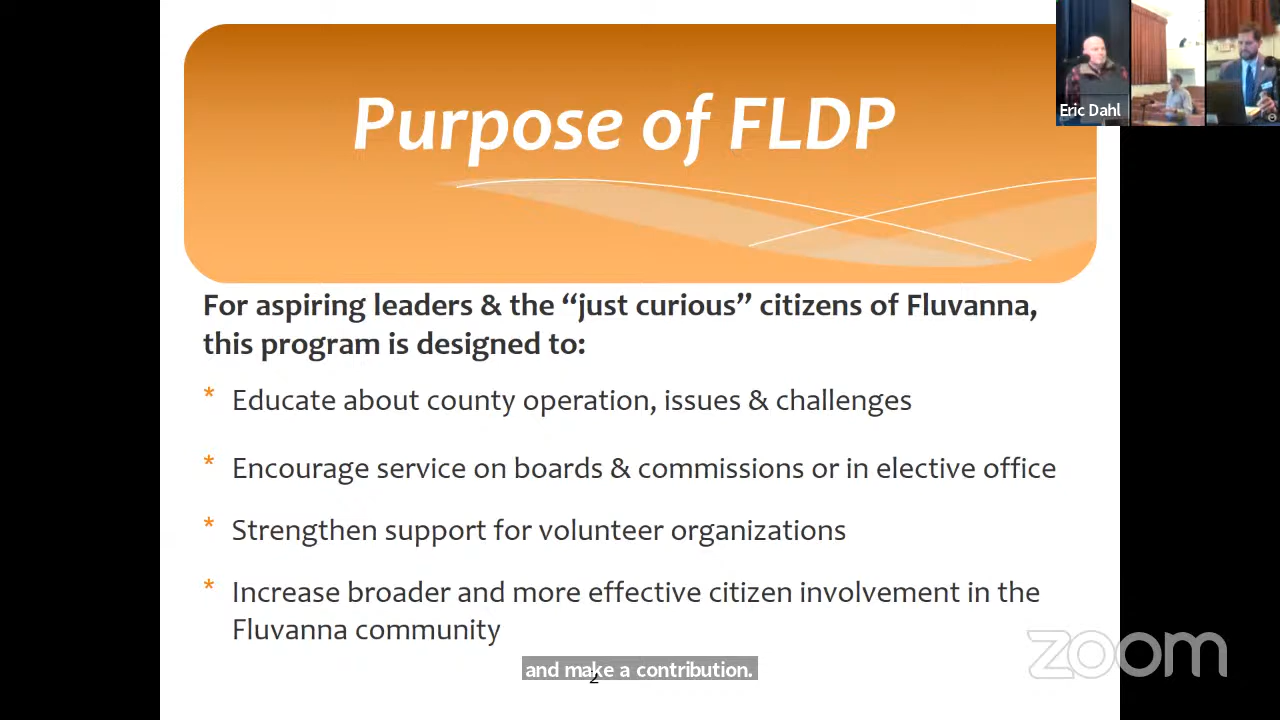 Purpose of FLDP
Eric Dahl
For aspiring leaders & the “just curious” citizens of Fluvanna,
this program is designed to:
* Educate about county operation, issues & challenges
* Encourage service on boards & commissions or in elective office
* Strengthen support for volunteer organizations
* Increase broader and more effective citizen involvement in the
Fluvanna community
zoom
and make a contribution.
2